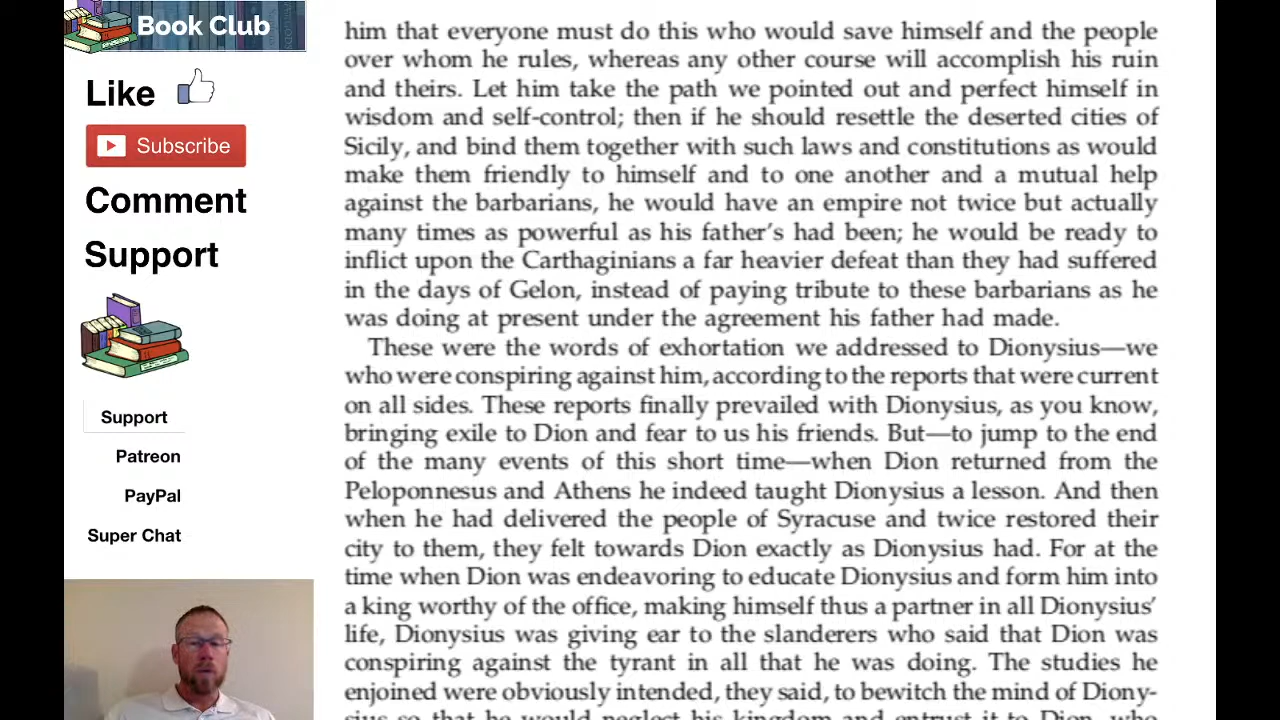 Book Club
Like
Subscribe
Comment
Support
Support
Patreon
PayPal
Super Chat
him that everyone must do this who would save himself and the people
over whom he rules, whereas any other course will accomplish his ruin
and theirs. Let him take the path we pointed out and perfect himself in
wisdom and self-control; then if he should resettle the deserted cities of
Sicily, and bind them together with such laws and constitutions as would
make them friendly to himself and to one another and a mutual help
against the barbarians, he would have an empire not twice but actually
many times as powerful as his father's had been; he would be ready to
inflict upon the Carthaginians a far heavier defeat than they had suffered
in the days of Gelon, instead of paying tribute to these barbarians as he
was doing at present under the agreement his father had made.
These were the words of exhortation we addressed to Dionysius—we
who were conspiring against him, according to the reports that were current
on all sides. These reports finally prevailed with Dionysius, as you know,
bringing exile to Dion and fear to us his friends. But—to jump to the end
of the many events of this short time—when Dion returned from the
Peloponnesus and Athens he indeed taught Dionysius a lesson. And then
when he had delivered the people of Syracuse and twice restored their
city to them, they felt towards Dion exactly as Dionysius had. For at the
time when Dion was endeavoring to educate Dionysius and form him into
a king worthy of the office, making himself thus a partner in all Dionysius'
life, Dionysius was giving ear to the slanderers who said that Dion was
conspiring against the tyrant in all that he was doing. The studies he
enjoined were obviously intended, they said, to bewitch the mind of Diony-
sius so that he would neglect his kingdom and entrust it to Dion, who